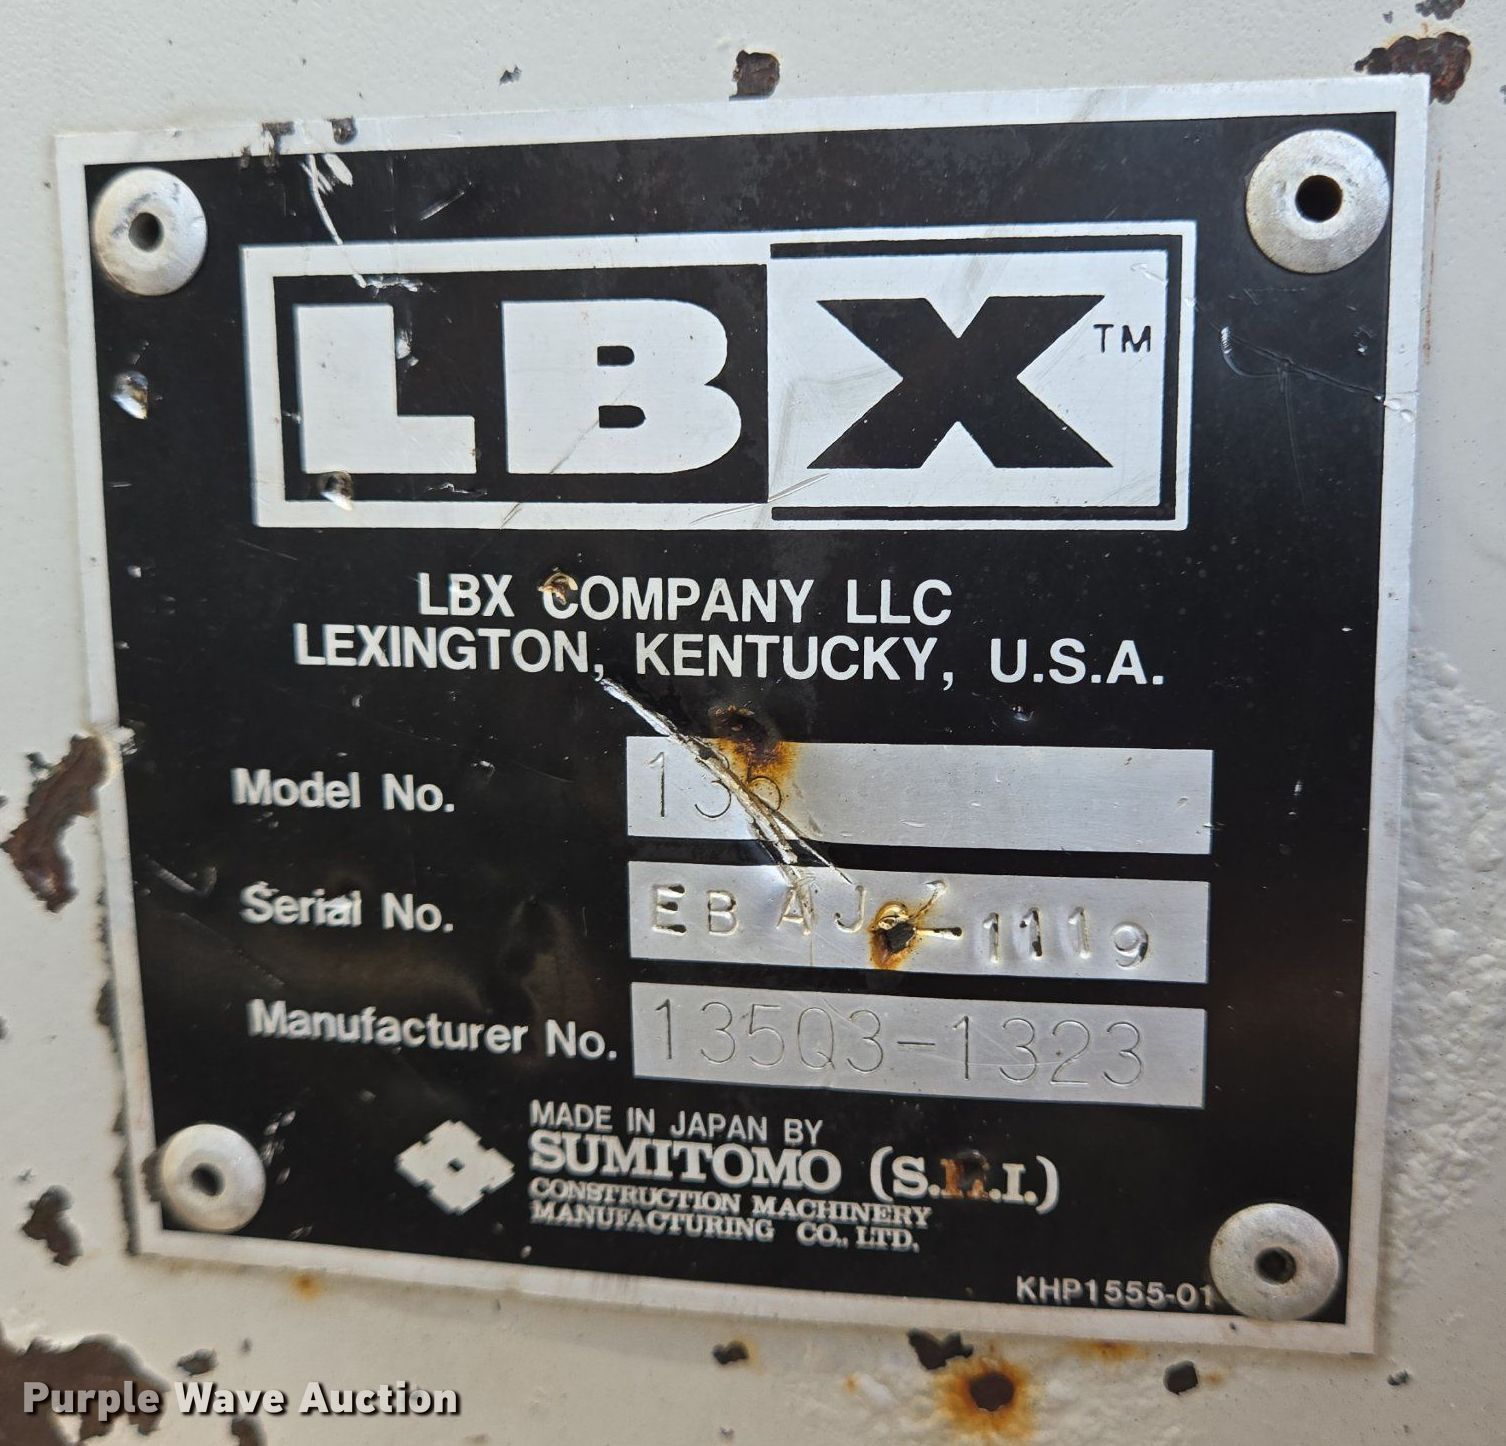 LBX™
LBX COMPANY LLC
LEXINGTON, KENTUCKY, U.S.A.
Model No.
Serial No.
Manufacturer No. 135Q3-1323
MADE IN JAPAN BY
SUMITOMO (S.H.I.)
CONSTRUCTION MACHINERY
MANUFACTURING CO., LTD.
KHP1555-01
Purple Wave Auction